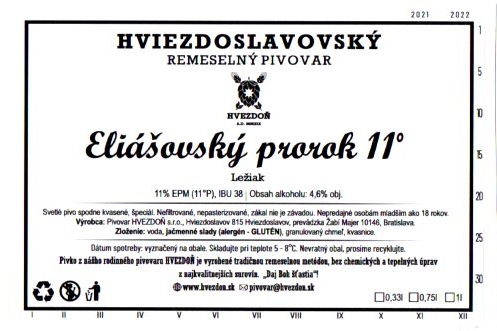 2021 2022
HVIEZDOSLAVOVSKÝ
REMESELNÝ PIVOVAR
HVEZDOŇ
A.D. MMXIX
Eliášovský prorok 11°
Ležiak
11% EPM (11°P), IBU 38 | Obsah alkoholu: 4,6% obj.
Svetlé pivo spodne kvasené, špeciál. Nefiltrované, nepasterizované, zákal nie je závadou. Nepredajné osobám mladším ako 18 rokov.
Výrobca: Pivovar HVEZDOŇ s.r.o., Hviezdoslavov 815 Hviezdoslavov, prevádzka Žabí Majer 10146, Bratislava.
Zloženie: voda, jačmenné slady (alergén - GLUTÉN), granulovaný chmeľ, kvasnice.
Dátum spotreby: vyznačený na obale. Skladujte pri teplote 5 - 8°C. Nevratný obal, prosíme recyklujte.
Pivko z nášho rodinného pivovaru HVEZDOŇ je vyrobené tradičnou remeselnou metódou, bez chemických a tepelných úprav
z najkvalitnejších surovín. „Daj Boh šťastia“!
www.hvezdon.sk pivovar@hvezdon.sk
0,33l 0,75l 1l
I II III IV V VI VII VIII IX X XI XII
1
5
10
15
20
25
30